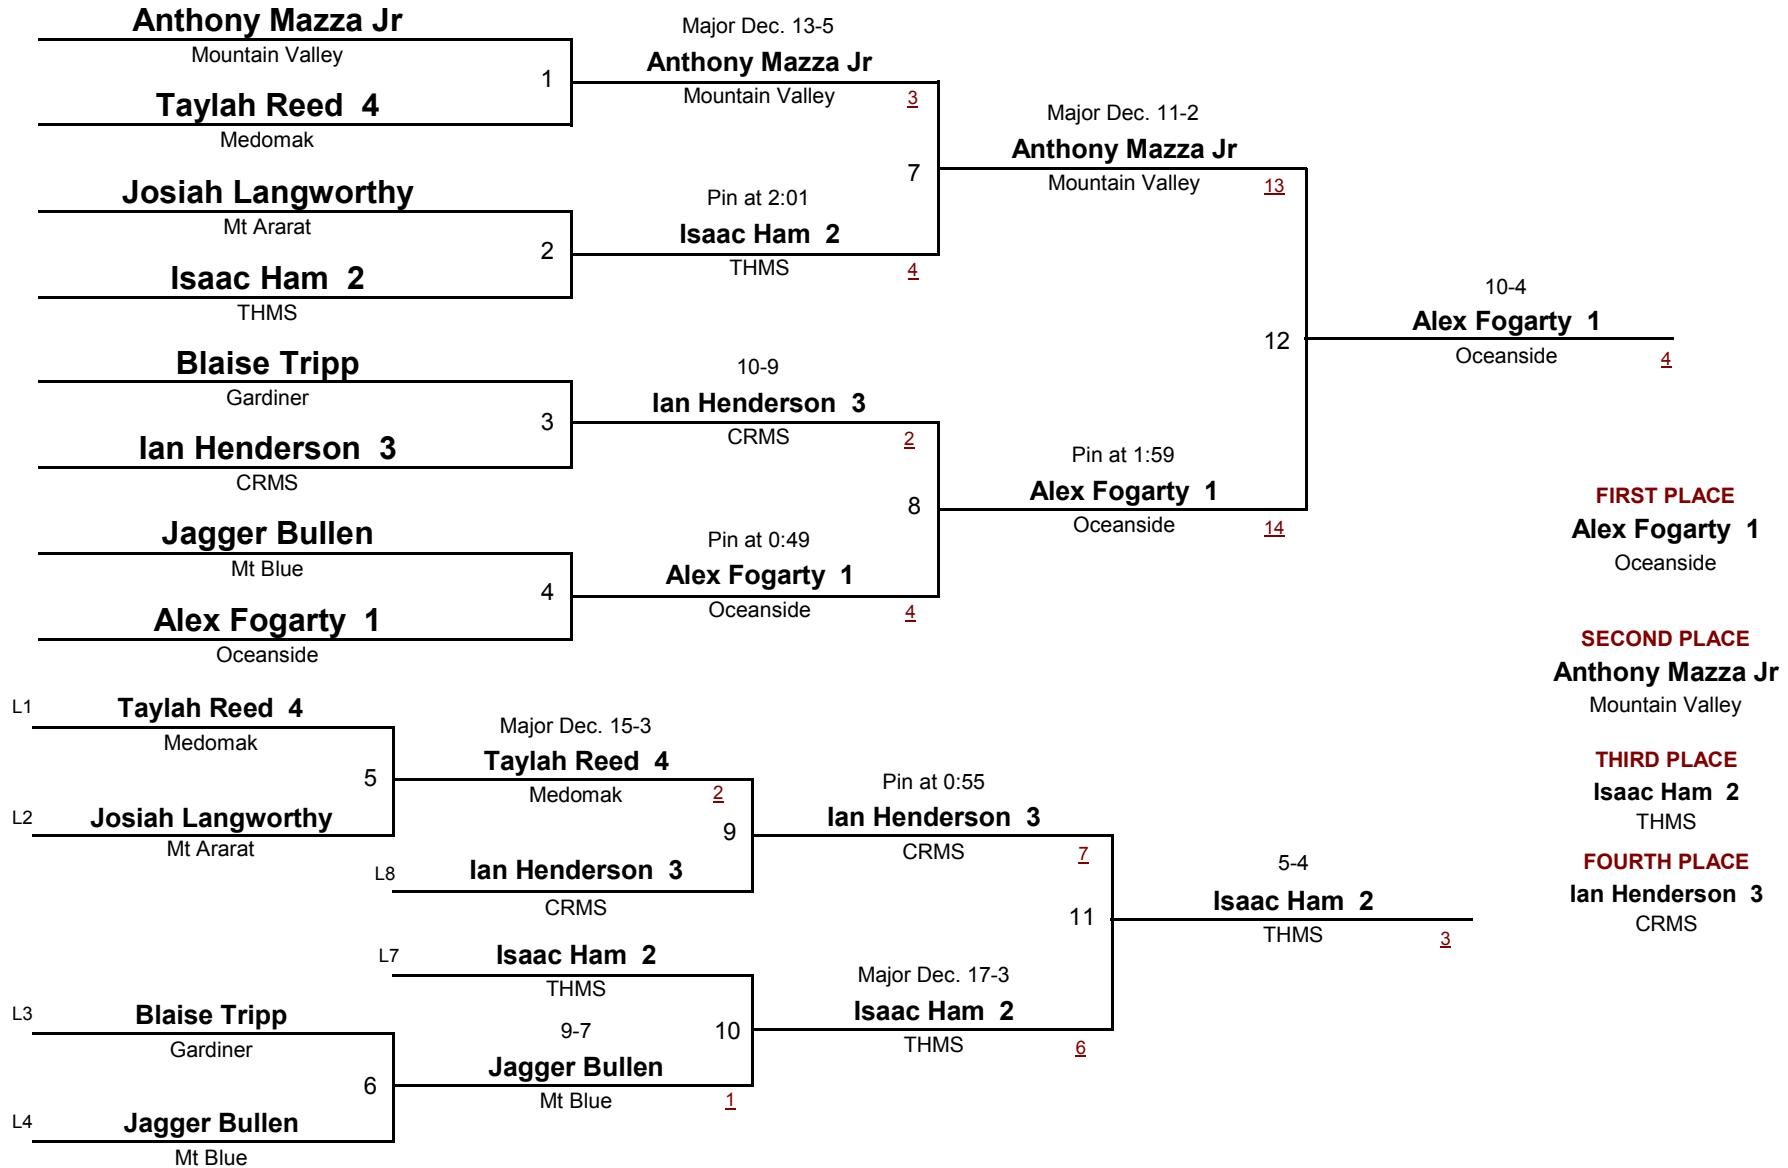 Anthony Mazza Jr
Mountain Valley
1
Taylah Reed 4
Medomak
Josiah Langworthy
Mt Ararat
2
Isaac Ham 2
THMS
Blaise Tripp
Gardiner
3
Ian Henderson 3
CRMS
Jagger Bullen
Mt Blue
4
Alex Fogarty 1
Oceanside
Major Dec. 13-5
Anthony Mazza Jr
Mountain Valley 3
7
Pin at 2:01
Isaac Ham 2
THMS 4
10-9
Ian Henderson 3
CRMS 2
8
Pin at 0:49
Alex Fogarty 1
Oceanside 4
Major Dec. 11-2
Anthony Mazza Jr
Mountain Valley 13
12
Pin at 1:59
Alex Fogarty 1
Oceanside 14
10-4
Alex Fogarty 1
Oceanside 4
L1 Taylah Reed 4
Medomak
5
L2 Josiah Langworthy
Mt Ararat
Major Dec. 15-3
Taylah Reed 4
Medomak 2
9
L8 Ian Henderson 3
CRMS
L7 Isaac Ham 2
THMS
10
L3 Blaise Tripp
Gardiner
6
L4 Jagger Bullen
Mt Blue
9-7
Jagger Bullen
Mt Blue 1
Pin at 0:55
Ian Henderson 3
CRMS 7
11
Major Dec. 17-3
Isaac Ham 2
THMS 6
5-4
Isaac Ham 2
THMS 3
FIRST PLACE
Alex Fogarty 1
Oceanside
SECOND PLACE
Anthony Mazza Jr
Mountain Valley
THIRD PLACE
Isaac Ham 2
THMS
FOURTH PLACE
Ian Henderson 3
CRMS